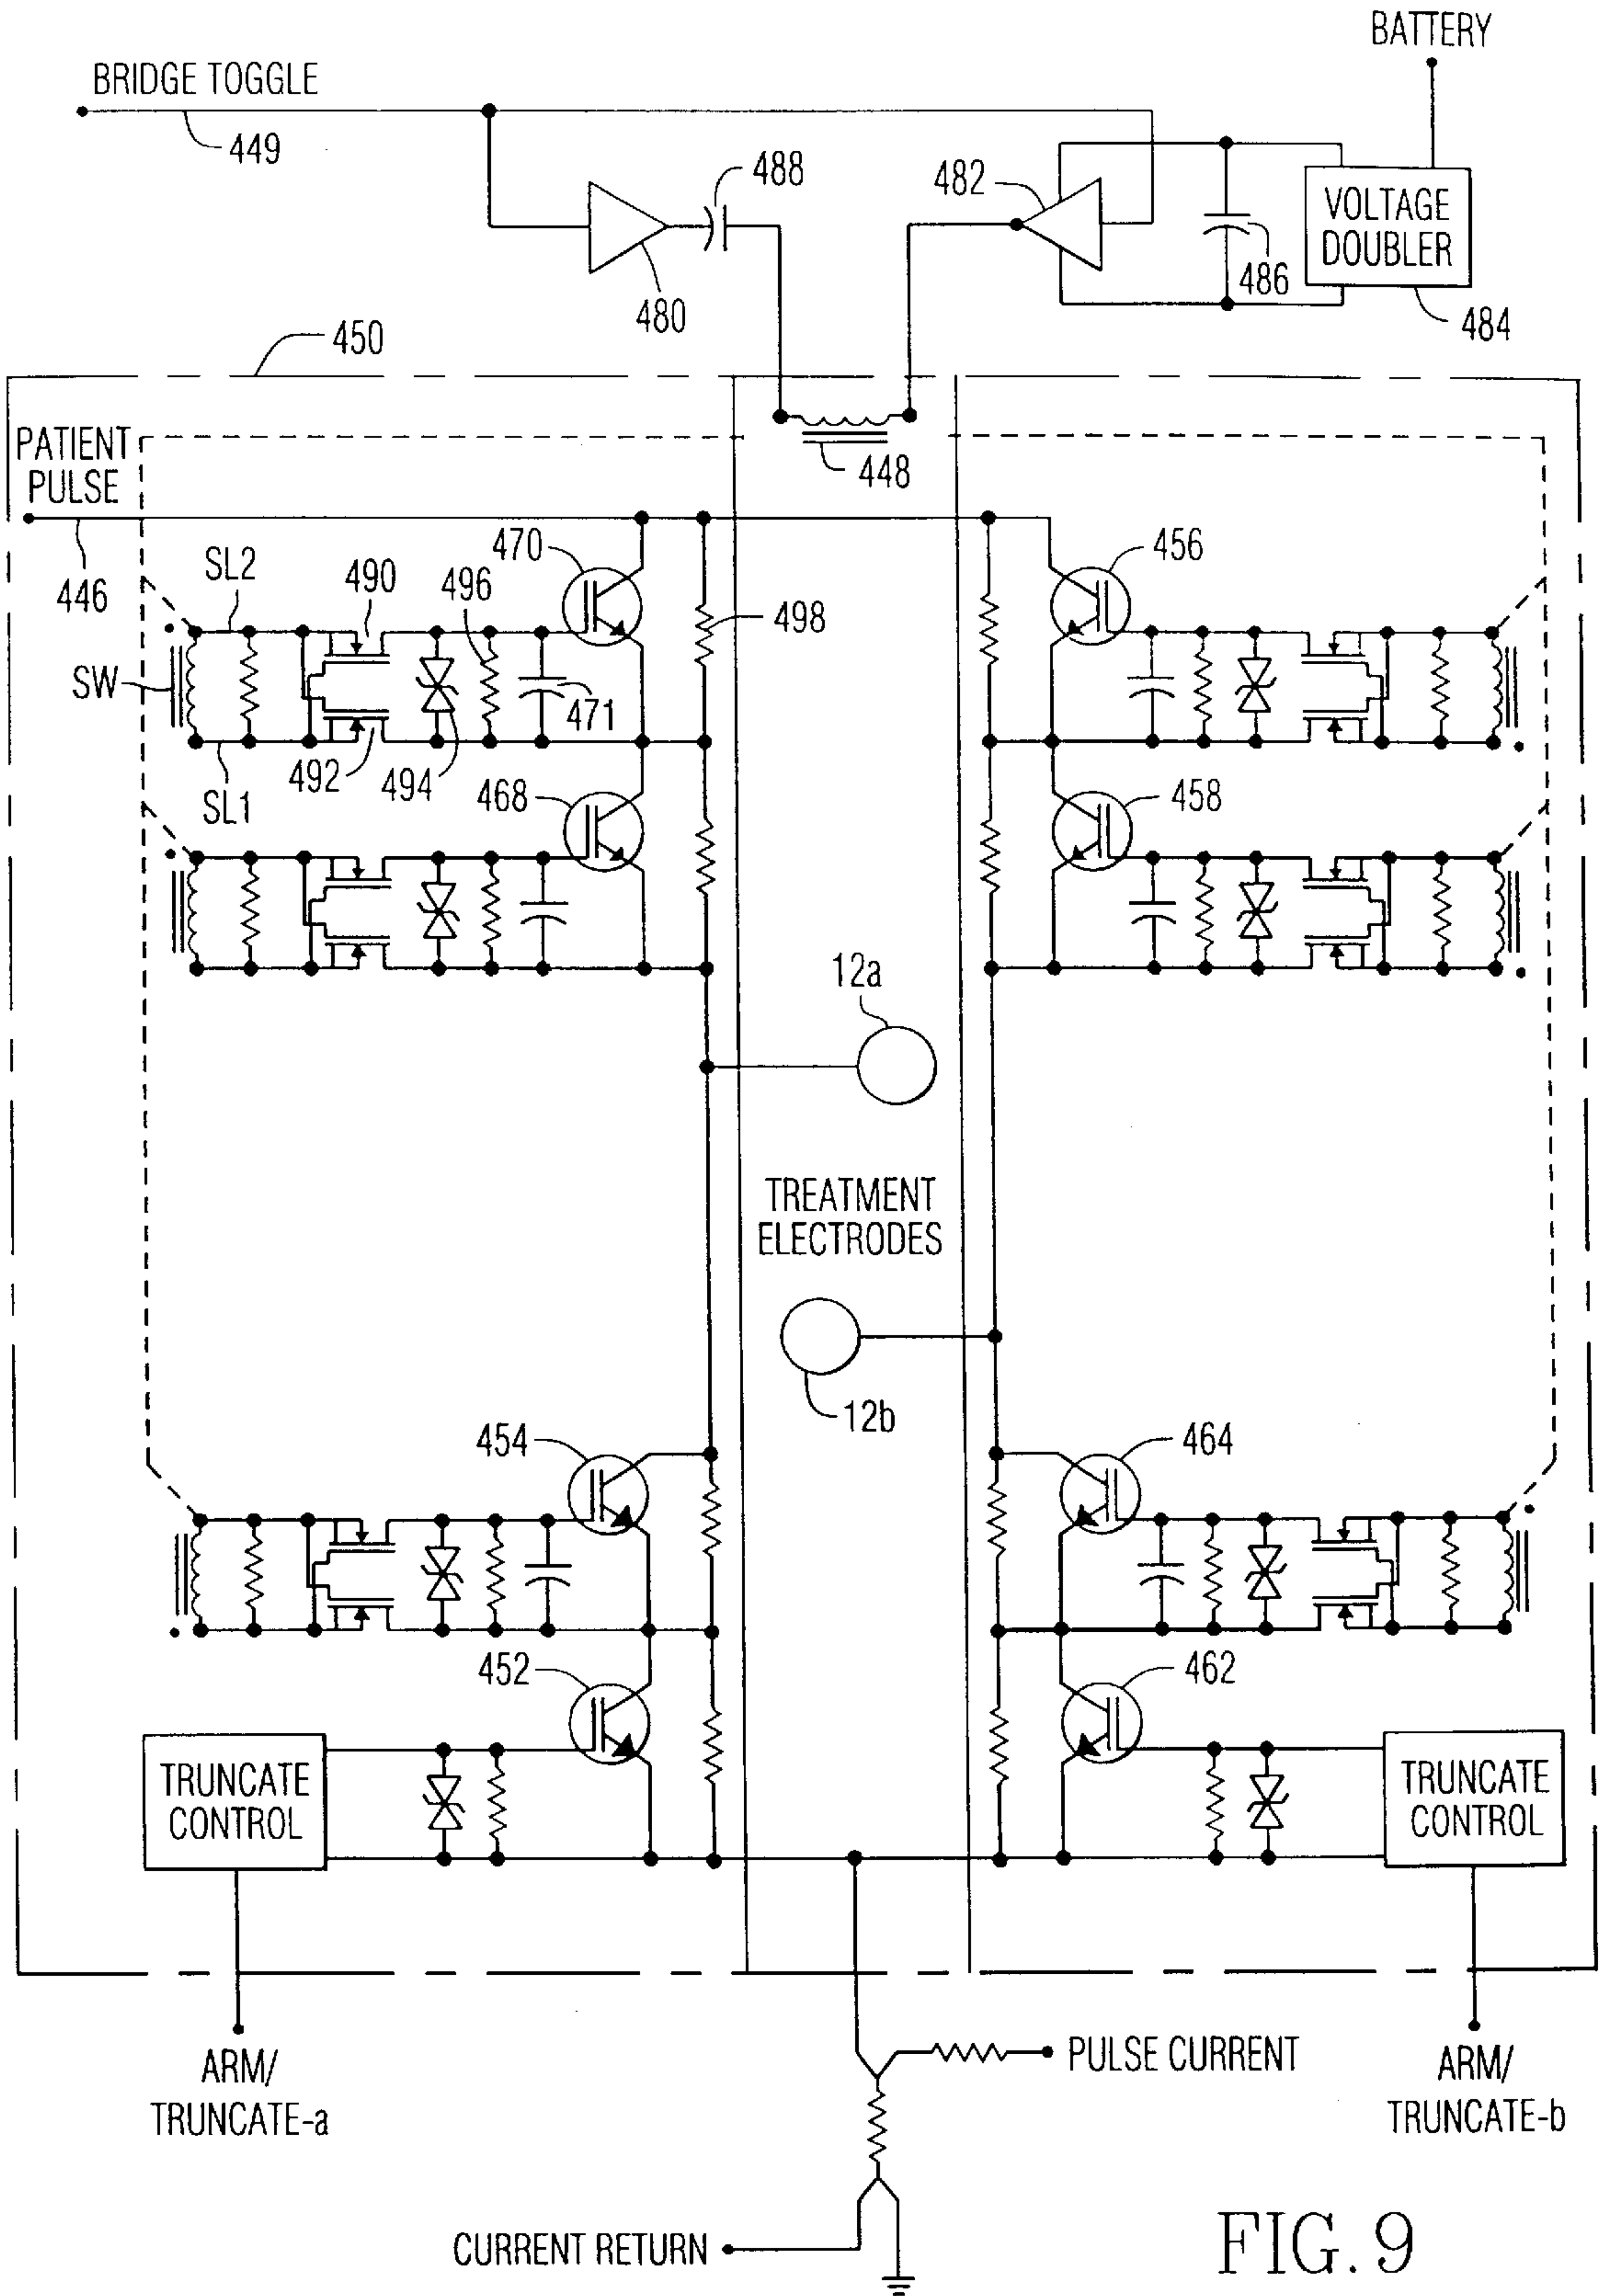 BATTERY
BRIDGE TOGGLE
449
488
482
VOLTAGE
DOUBLER
486
480
484
450
PATIENT
PULSE
448
446
SL2
490
496
470
456
498
SW
471
492
494
SL1
468
458
12a
TREATMENT
ELECTRODES
12b
454
464
452
462
TRUNCATE
CONTROL
TRUNCATE
CONTROL
ARM/
TRUNCATE-a
PULSE CURRENT
ARM/
TRUNCATE-b
CURRENT RETURN
FIG. 9